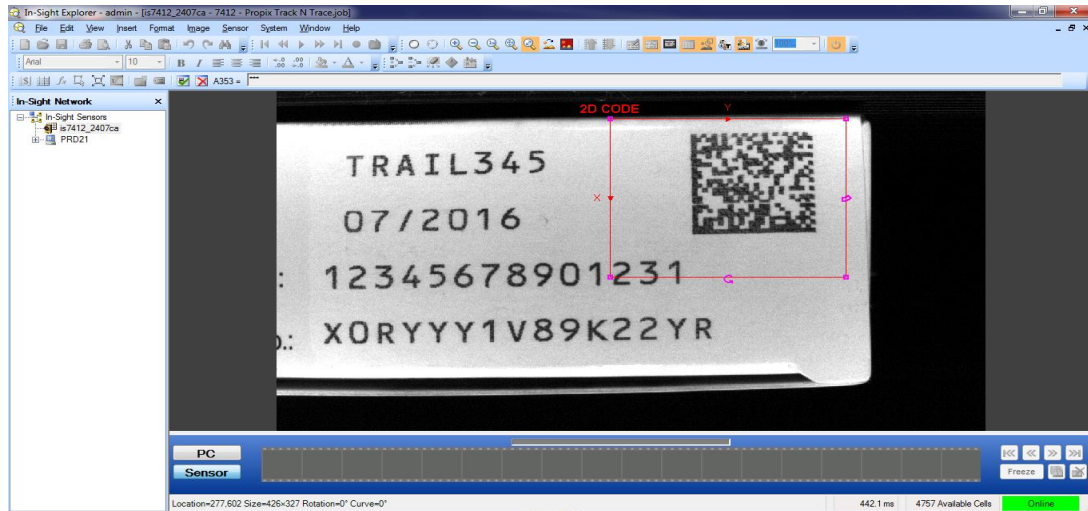 In-Sight Explorer - admin - [is7412_2407ca - 7412 - Propix Track N Trace.job]
File Edit View Insert Format Image Sensor System Window Help
Arial 10
A353 = """
In-Sight Network
In-Sight Sensors
is7412_2407ca
PRD21
2D CODE
Y
X
TRAIL345
07/2016
: 12345678901231
.: X0RYYY1V89K22YR
PC
Sensor
Freeze
Location=277,602 Size=426×327 Rotation=0° Curve=0°
442.1 ms
4757 Available Cells
Online